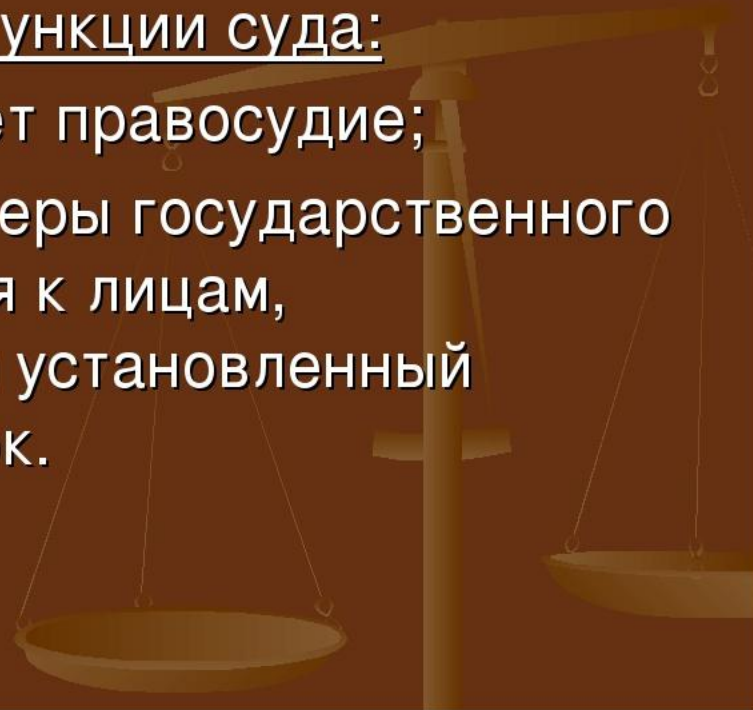 ункции суда:
ет правосудие;
еры государственного
я к лицам,
установленный
к.